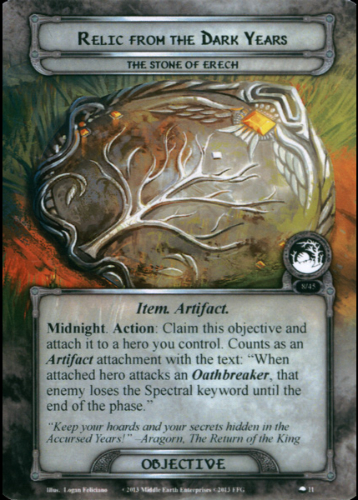 Relic from the Dark Years
The Stone of Erech
8/45
Item. Artifact.
Midnight. Action: Claim this objective and
attach it to a hero you control. Counts as an
Artifact attachment with the text: “When
attached hero attacks an Oathbreaker, that
enemy loses the Spectral keyword until the
end of the phase.”
“Keep your hoards and your secrets hidden in the
Accursed Years!” –Aragorn, The Return of the King
Objective
Illus. Logan Feliciano ©2013 Middle Earth Enterprises ©2013 FFG 11